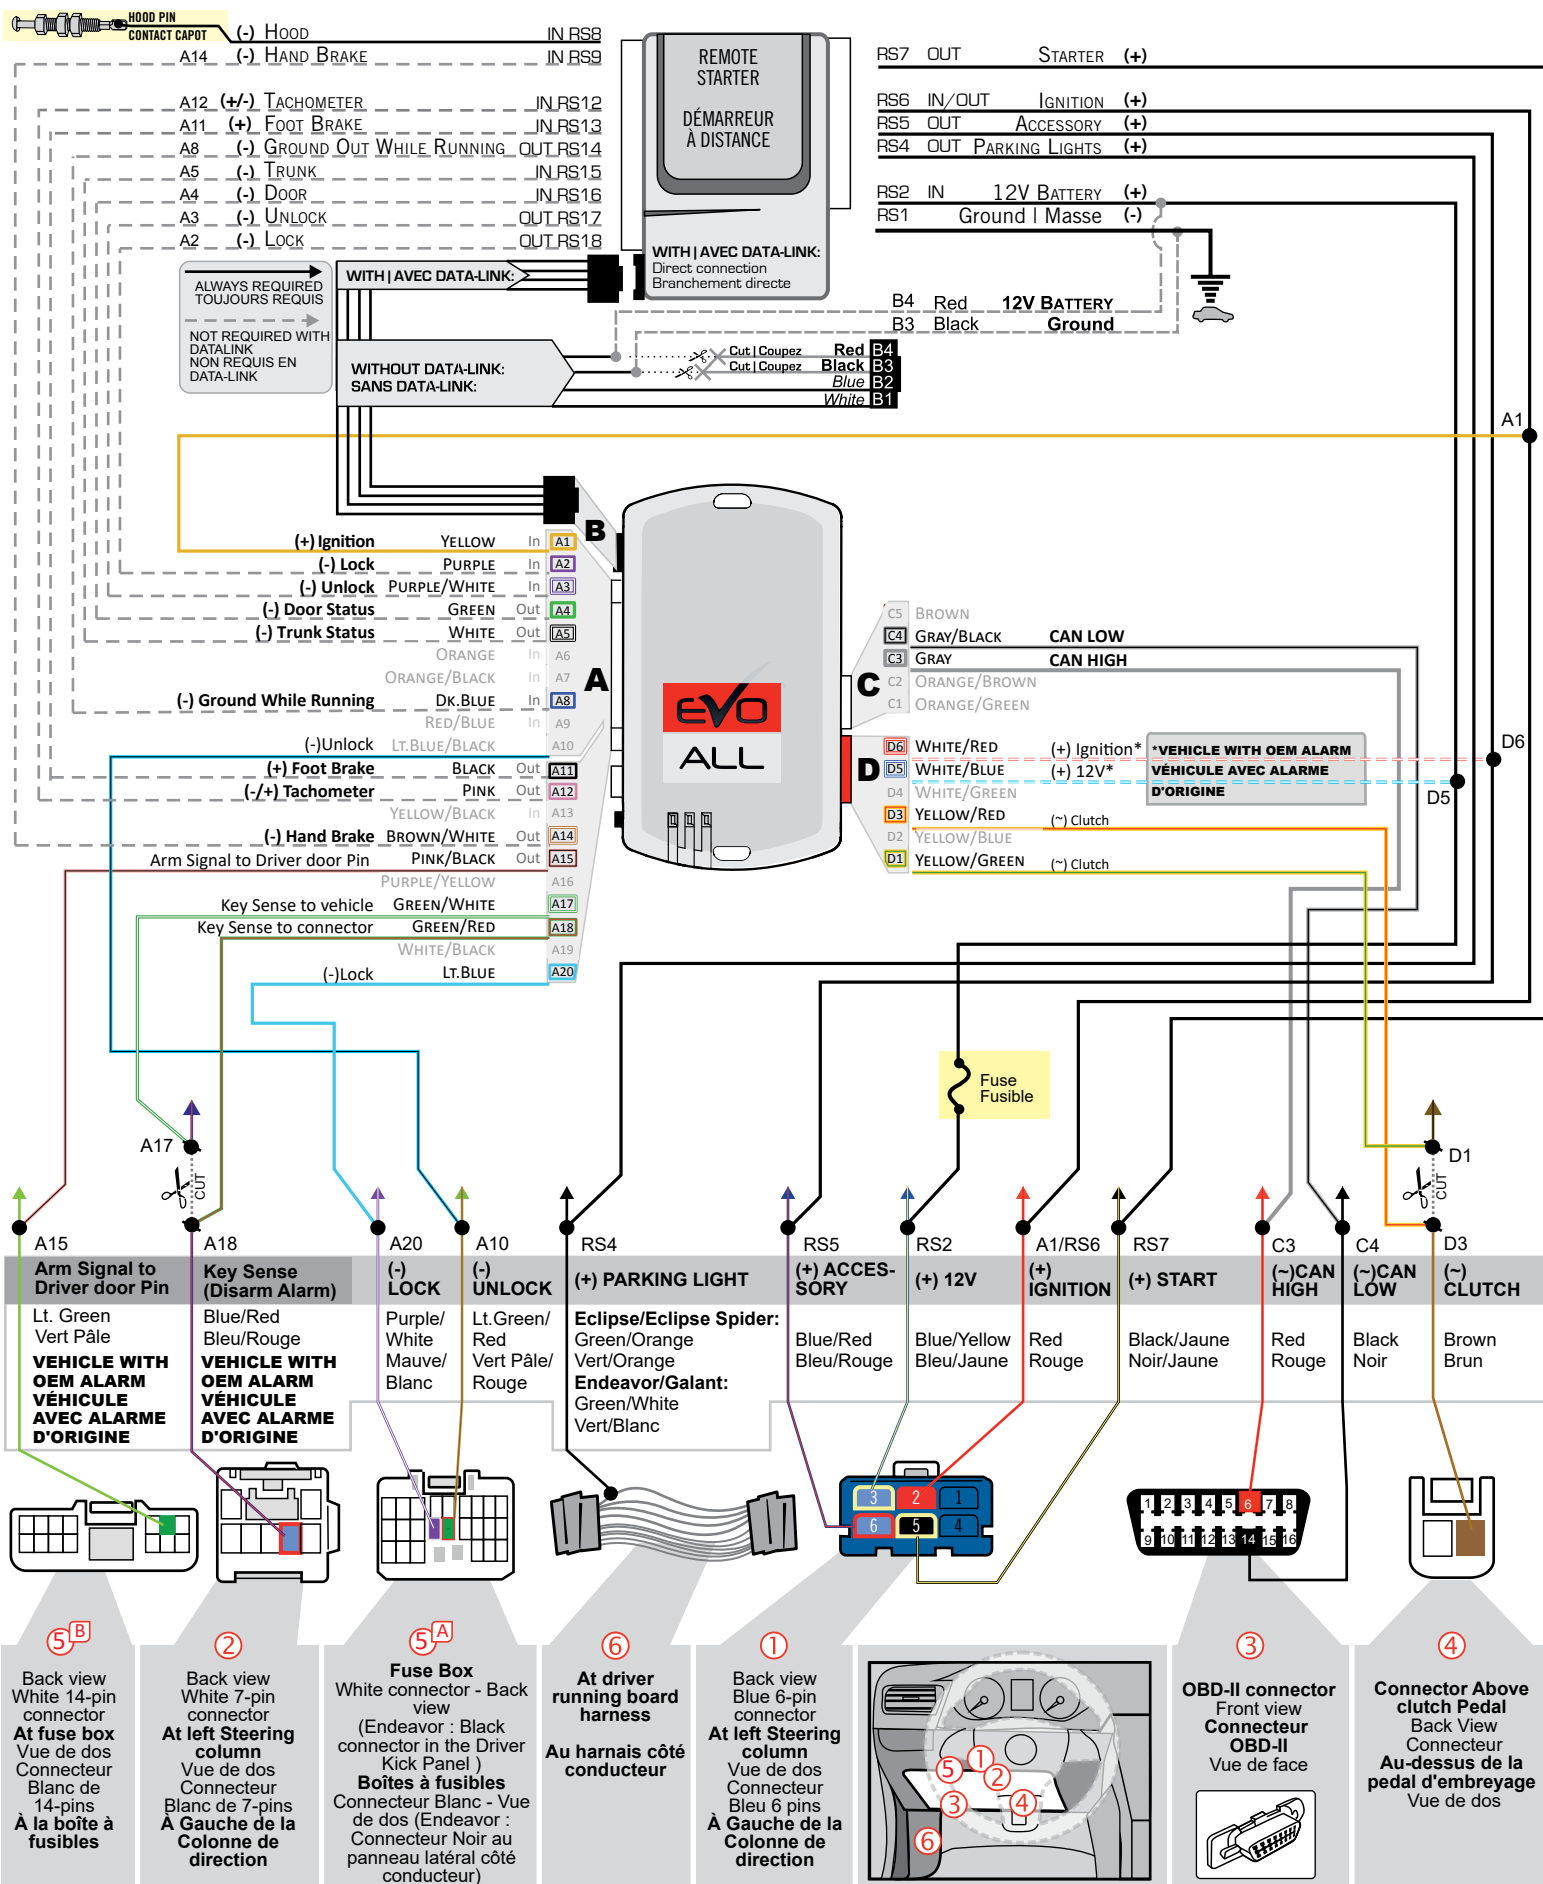 HOOD PIN
CONTACT CAPOT
(-) HOOD IN RS8
A14 (-) HAND BRAKE IN RS9
A12 (+/-) TACHOMETER IN RS12
A11 (+) FOOT BRAKE IN RS13
A8 (-) GROUND OUT WHILE RUNNING OUT RS14
A5 (-) TRUNK IN RS15
A4 (-) DOOR IN RS16
A3 (-) UNLOCK OUT RS17
A2 (-) LOCK OUT RS18
REMOTE
STARTER
DÉMARREUR
À DISTANCE
WITH | AVEC DATA-LINK:
Direct connection
Branchement directe
RS7 OUT STARTER (+)
RS6 IN/OUT IGNITION (+)
RS5 OUT ACCESSORY (+)
RS4 OUT PARKING LIGHTS (+)
RS2 IN 12V BATTERY (+)
RS1 Ground | Masse (-)
ALWAYS REQUIRED
TOUJOURS REQUIS
NOT REQUIRED WITH
DATALINK
NON REQUIS EN
DATA-LINK
WITH | AVEC DATA-LINK:
B4 Red 12V BATTERY
B3 Black Ground
WITHOUT DATA-LINK:
SANS DATA-LINK:
Cut | Coupez Red B4
Cut | Coupez Black B3
Blue B2
White B1
A1
(+) Ignition YELLOW In A1
(-) Lock PURPLE In A2
(-) Unlock PURPLE/WHITE In A3
(-) Door Status GREEN Out A4
(-) Trunk Status WHITE Out A5
ORANGE In A6
ORANGE/BLACK In A7
(-) Ground While Running DK.BLUE In A8
RED/BLUE In A9
(-)Unlock LT.BLUE/BLACK A10
(+) Foot Brake BLACK Out A11
(-/+) Tachometer PINK Out A12
YELLOW/BLACK In A13
(-) Hand Brake BROWN/WHITE Out A14
Arm Signal to Driver door Pin PINK/BLACK Out A15
PURPLE/YELLOW A16
Key Sense to vehicle GREEN/WHITE A17
Key Sense to connector GREEN/RED A18
WHITE/BLACK A19
(-)Lock LT.BLUE A20
B
A
EVO
ALL
C
D
C5 BROWN
C4 GRAY/BLACK CAN LOW
C3 GRAY CAN HIGH
C2 ORANGE/BROWN
C1 ORANGE/GREEN
D6 WHITE/RED (+) Ignition*
D5 WHITE/BLUE (+) 12V*
D4 WHITE/GREEN
D3 YELLOW/RED (~) Clutch
D2 YELLOW/BLUE
D1 YELLOW/GREEN (~) Clutch
*VEHICLE WITH OEM ALARM
VÉHICULE AVEC ALARME
D'ORIGINE
D6
D5
Fuse
Fusible
A17
CUT
D1
CUT
A15
Arm Signal to
Driver door Pin
Lt. Green
Vert Pâle
VEHICLE WITH
OEM ALARM
VÉHICULE
AVEC ALARME
D'ORIGINE
A18
Key Sense
(Disarm Alarm)
Blue/Red
Bleu/Rouge
VEHICLE WITH
OEM ALARM
VÉHICULE
AVEC ALARME
D'ORIGINE
A20
(-)
LOCK
Purple/
White
Mauve/
Blanc
A10
(-)
UNLOCK
Lt.Green/
Red
Vert Pâle/
Rouge
RS4
(+) PARKING LIGHT
Eclipse/Eclipse Spider:
Green/Orange
Vert/Orange
Endeavor/Galant:
Green/White
Vert/Blanc
RS5
(+) ACCES-
SORY
Blue/Red
Bleu/Rouge
RS2
(+) 12V
Blue/Yellow
Bleu/Jaune
A1/RS6
(+)
IGNITION
Red
Rouge
RS7
(+) START
Black/Jaune
Noir/Jaune
C3
(~)CAN
HIGH
Red
Rouge
C4
(~)CAN
LOW
Black
Noir
D3
(~)
CLUTCH
Brown
Brun
3 2 1
6 5 4
1 2 3 4 5 6 7 8
9 10 11 12 13 14 15 16
5 B
Back view
White 14-pin
connector
At fuse box
Vue de dos
Connecteur
Blanc de
14-pins
À la boîte à
fusibles
2
Back view
White 7-pin
connector
At left Steering
column
Vue de dos
Connecteur
Blanc de 7-pins
À Gauche de la
Colonne de
direction
5 A
Fuse Box
White connector - Back
view
(Endeavor : Black
connector in the Driver
Kick Panel )
Boîtes à fusibles
Connecteur Blanc - Vue
de dos (Endeavor :
Connecteur Noir au
panneau latéral côté
conducteur)
6
At driver
running board
harness
Au harnais côté
conducteur
1
Back view
Blue 6-pin
connector
At left Steering
column
Vue de dos
Connecteur
Bleu 6 pins
À Gauche de la
Colonne de
direction
1
5
2
3
4
6
3
OBD-II connector
Front view
Connecteur
OBD-II
Vue de face
4
Connector Above
clutch Pedal
Back View
Connecteur
Au-dessus de la
pedal d'embreyage
Vue de dos